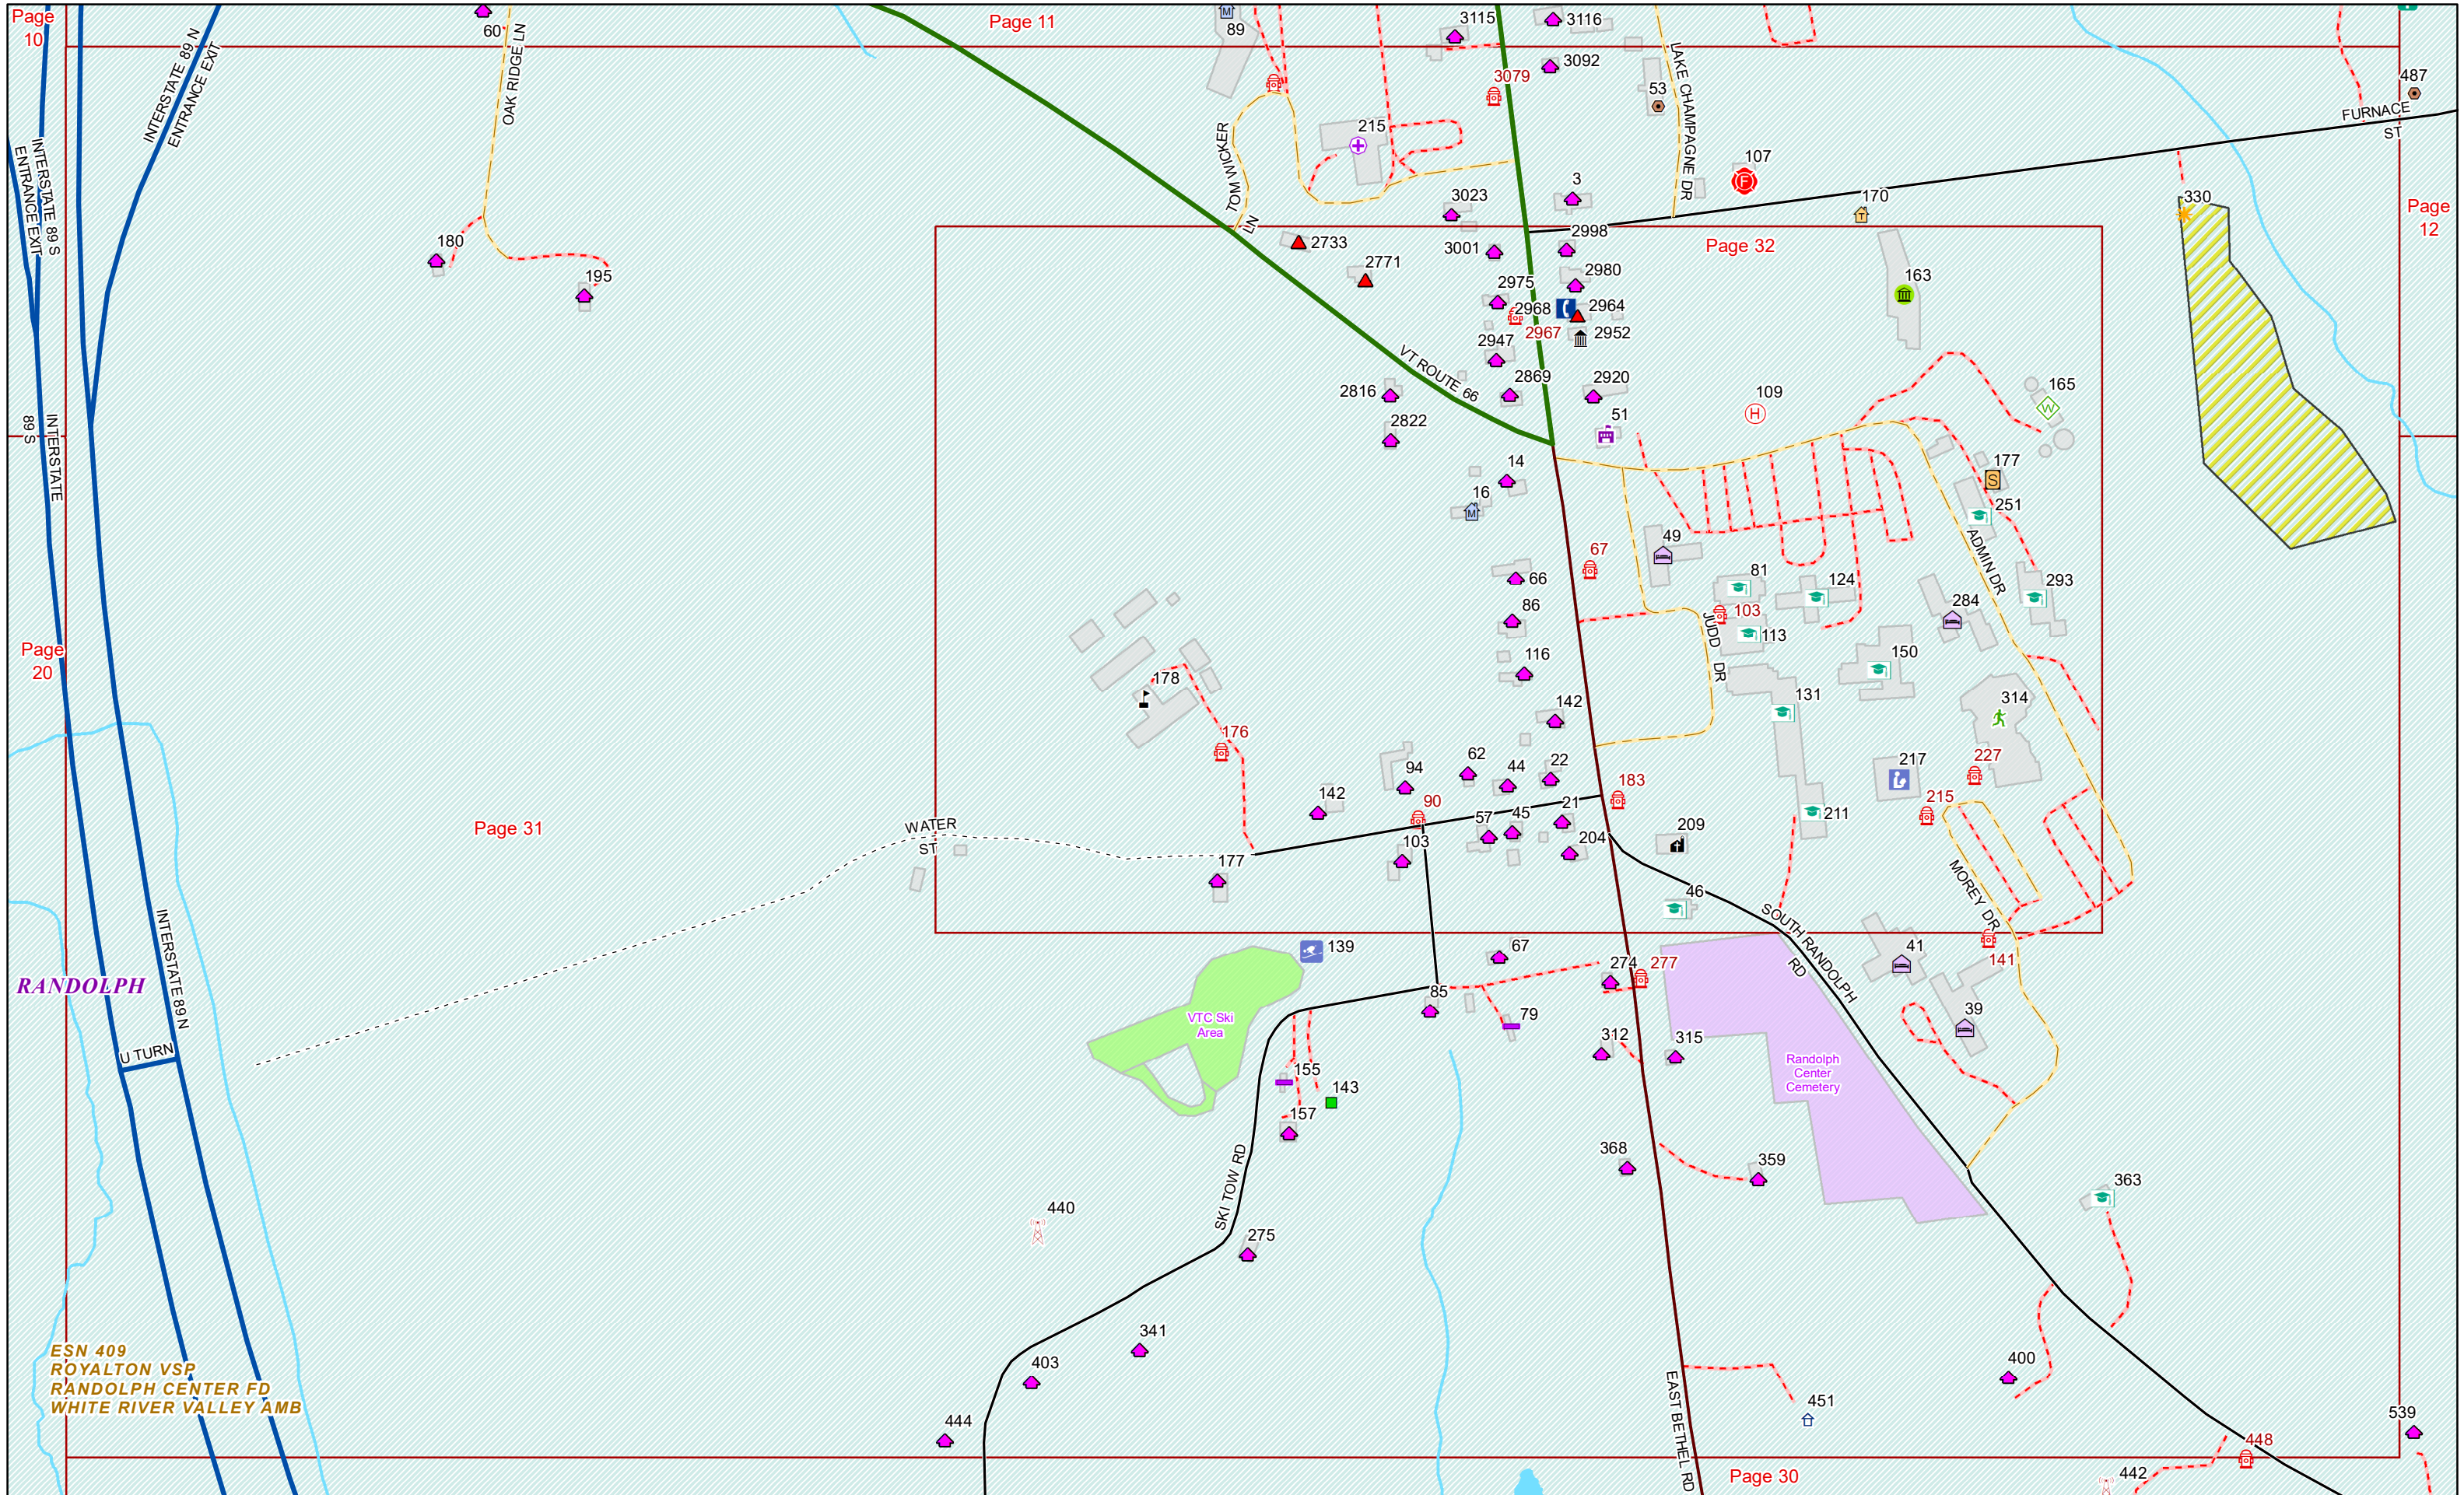 Page
10
Page 11
60
OAK RIDGE LN
INTERSTATE 89 N
ENTRANCE EXIT
INTERSTATE 89 S
ENTRANCE EXIT
M
89
3115
3116
3092
3079
53
LAKE CHAMPAGNE DR
487
FURNACE
ST
TOMWICKER
LN
215
107
F
3
170
T
3023
330
Page
12
180
195
2733
2771
3001
2998
Page 32
2980
2975
2968
2964
2967
2952
163
2947
VT ROUTE 66
2869
2816
2920
2822
51
109
H
165
W
89 S
INTERSTATE
14
16
M
177
S
251
ADMIN DR
49
67
66
81
124
293
86
103
113
284
JUDD DR
116
150
178
131
314
142
176
62
44
22
94
217
227
142
90
183
215
57
45
21
211
WATER
ST
Page 31
103
204
209
177
MOREY DR
46
SOUTH RANDOLPH
RD
Page
20
INTERSTATE 89 N
RANDOLPH
139
67
274
277
41
141
85
79
39
VTC Ski
Area
U TURN
312
315
Randolph
Center
Cemetery
155
143
157
368
359
363
SKI TOW RD
440
275
341
403
400
451
444
EAST BETHEL RD
539
448
442
Page 30
ESN 409
ROYALTON VSP
RANDOLPH CENTER FD
WHITE RIVER VALLEY AMB